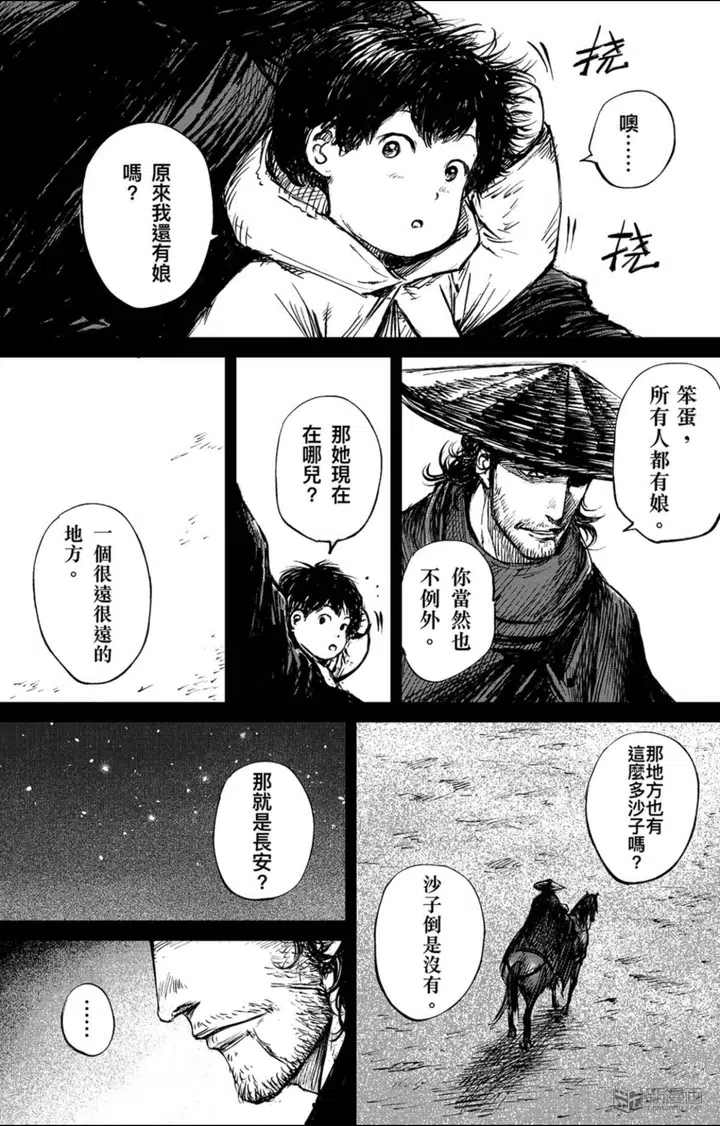 撓
噢……
撓
原來我還有娘
嗎？
笨蛋，
所有人都有娘。
你當然也
不例外。
那她現在
在哪兒？
一個很遠很遠的
地方。
那地方也有
這麼多沙子嗎？
沙子倒是沒有。
那就是長安？
……